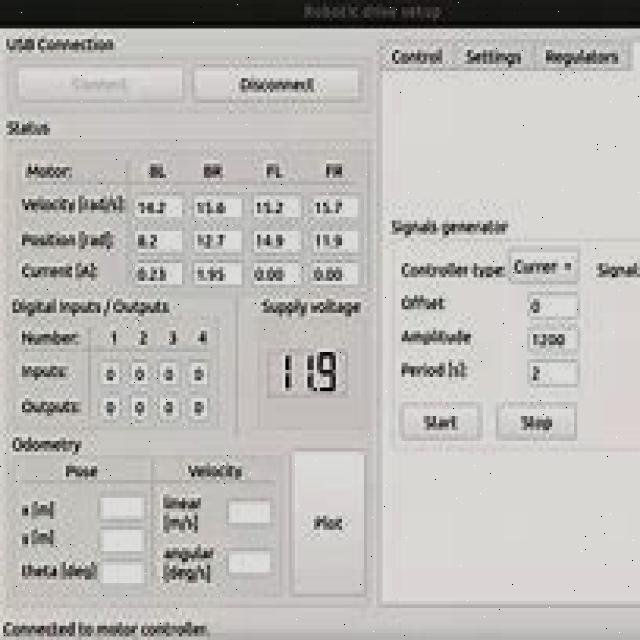 Robotic drive setup
USB Connection
Connect
Disconnect
Status
Motor: BL BR FL FR
Velocity [rad/s]: 14.2 15.6 15.2 15.7
Position [rad]: 8.2 12.7 14.9 11.9
Current [A]: 0.23 1.95 0.00 0.00
Digital Inputs / Outputs
Number: 1 2 3 4
Inputs: 0 0 0 0
Outputs: 0 0 0 0
Supply voltage
11.9
Odometry
Pose Velocity
x [m]
y [m]
theta [deg]
linear
[m/s]
angular
[deg/s]
Plot
Connected to motor controller.
Control Settings Regulators
Signals generator
Controller type: Curren
Signal
Offset 0
Amplitude 1200
Period [s]: 2
Start Stop